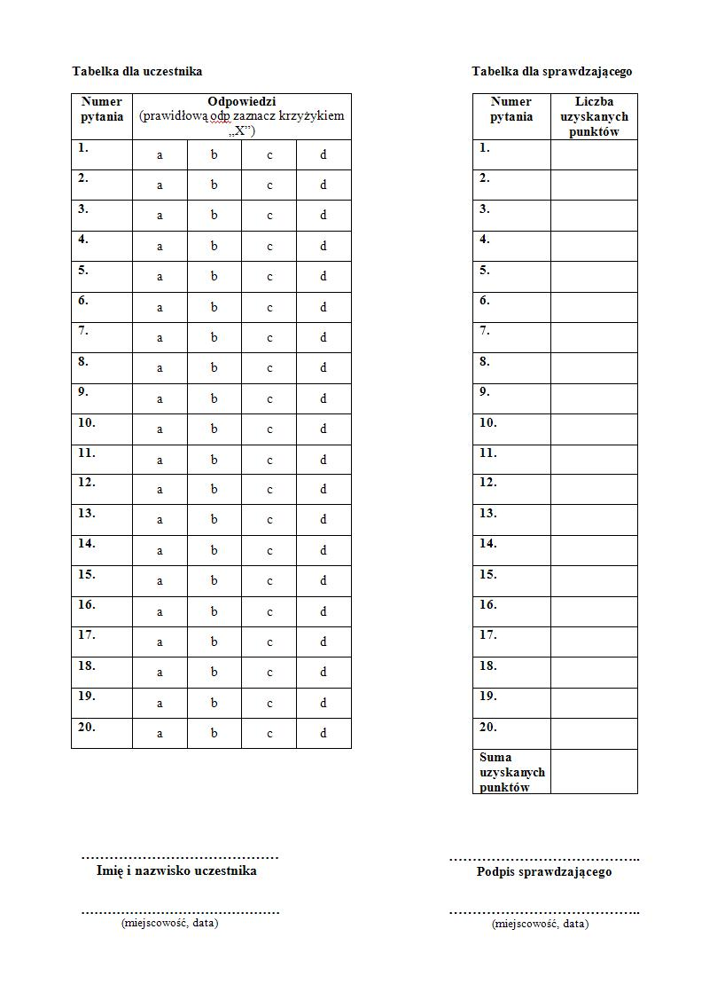 Tabelka dla uczestnika
Numer pytania Odpowiedzi
(prawidłową odp zaznacz krzyżykiem
„X”)
1. a b c d
2. a b c d
3. a b c d
4. a b c d
5. a b c d
6. a b c d
7. a b c d
8. a b c d
9. a b c d
10. a b c d
11. a b c d
12. a b c d
13. a b c d
14. a b c d
15. a b c d
16. a b c d
17. a b c d
18. a b c d
19. a b c d
20. a b c d
Tabelka dla sprawdzającego
Numer pytania
Liczba
uzyskanych
punktów
1.
2.
3.
4.
5.
6.
7.
8.
9.
10.
11.
12.
13.
14.
15.
16.
17.
18.
19.
20.
Suma
uzyskanych
punktów
……………………………………
Imię i nazwisko uczestnika
……………………………………
(miejscowość, data)
…………………………………..
Podpis sprawdzającego
…………………………………..
(miejscowość, data)